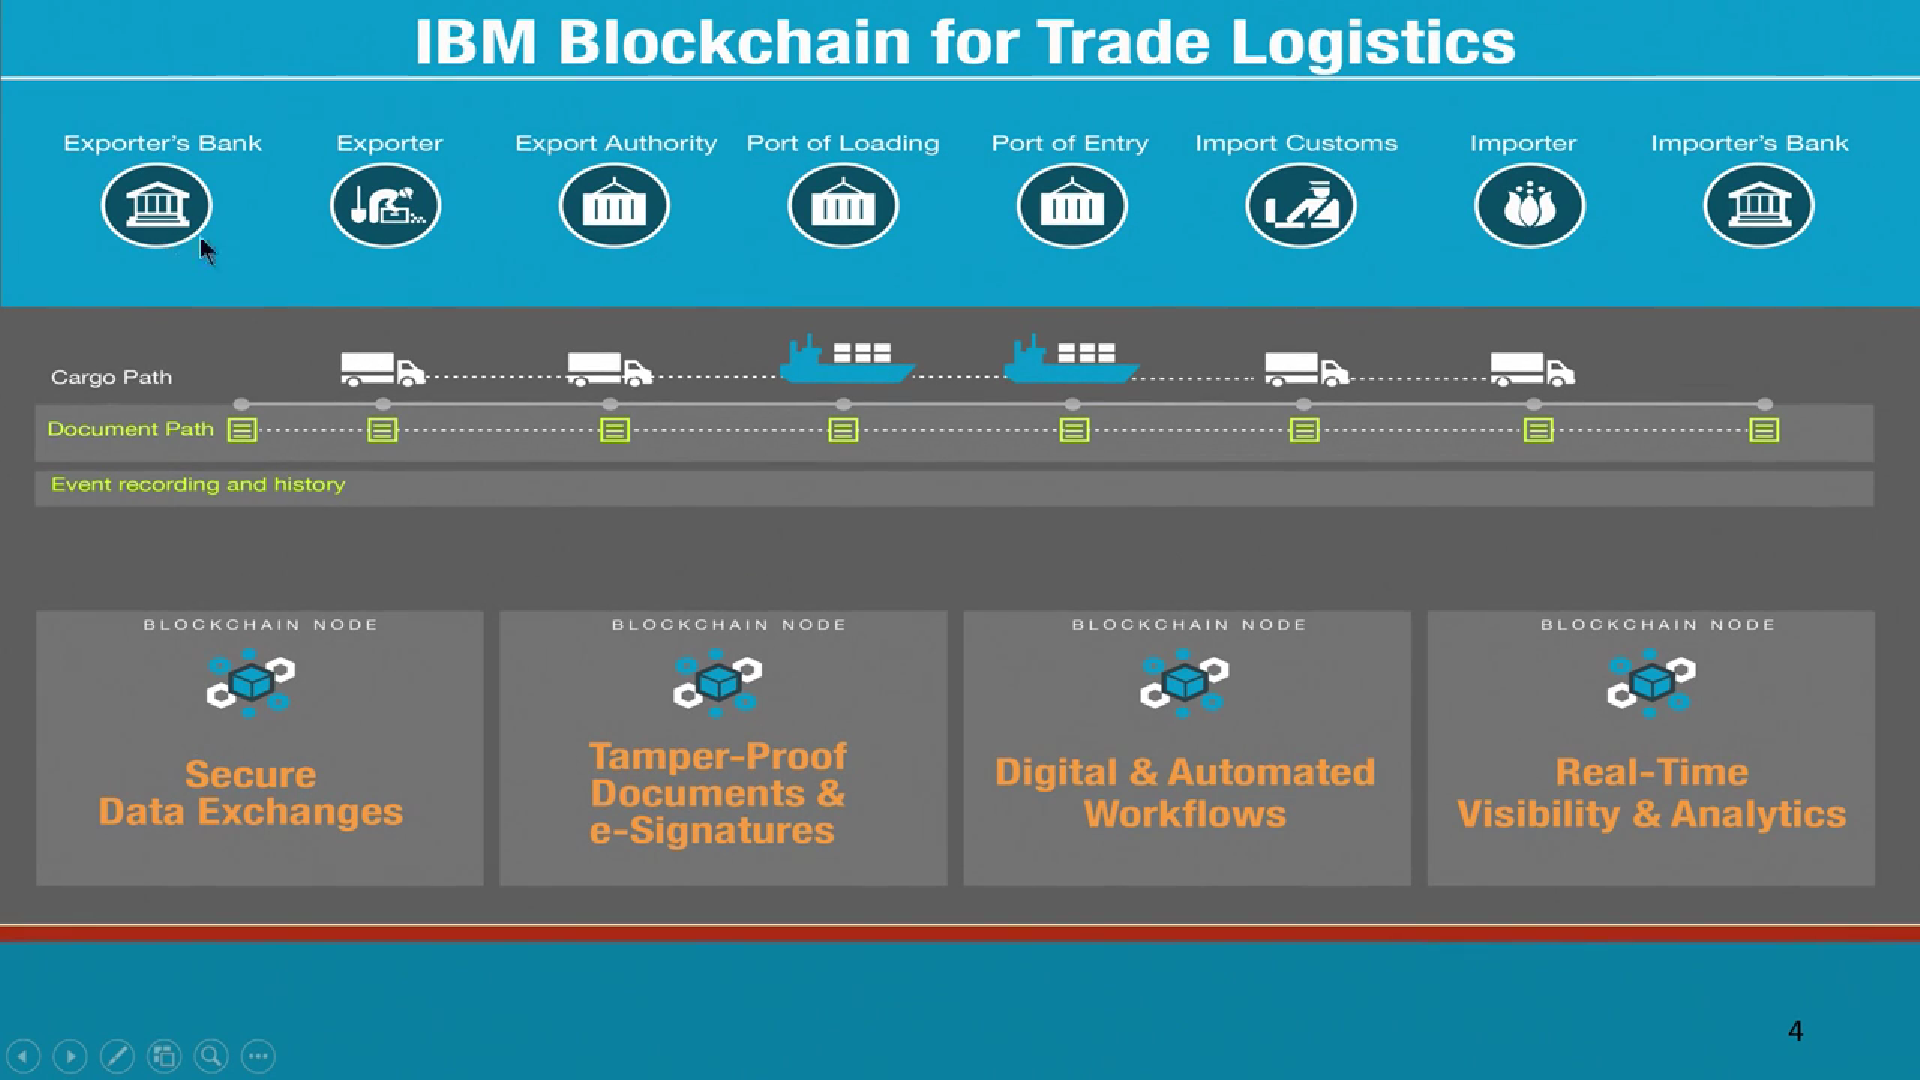 IBM Blockchain for Trade Logistics
Exporter's Bank
Exporter
Export Authority
Port of Loading
Port of Entry
Import Customs
Importer
Importer's Bank
Cargo Path
Document Path
Event recording and history
BLOCKCHAIN NODE
Secure
Data Exchanges
BLOCKCHAIN NODE
Tamper-Proof
Documents &
e-Signatures
BLOCKCHAIN NODE
Digital & Automated
Workflows
BLOCKCHAIN NODE
Real-Time
Visibility & Analytics
4